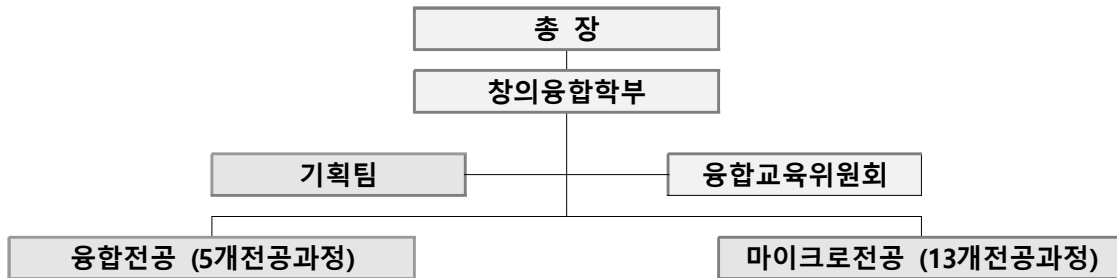 총 장
창의융합학부
기획팀
융합교육위원회
융합전공 (5개전공과정)
마이크로전공 (13개전공과정)